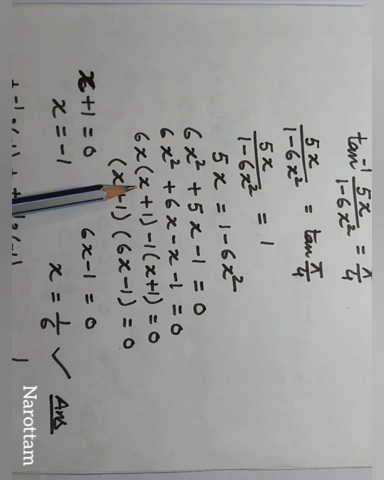 tan⁻¹ 5x/(1-6x²) = π/4
5x/(1-6x²) = tan π/4
5x/(1-6x²) = 1
5x = 1-6x²
6x² + 5x - 1 = 0
6x² + 6x - x - 1 = 0
6x(x+1) -1(x+1) = 0
(x+1) (6x-1) = 0
x+1 = 0 6x-1 = 0
x = -1 x = 1/6 ✓ Ans
Narottam